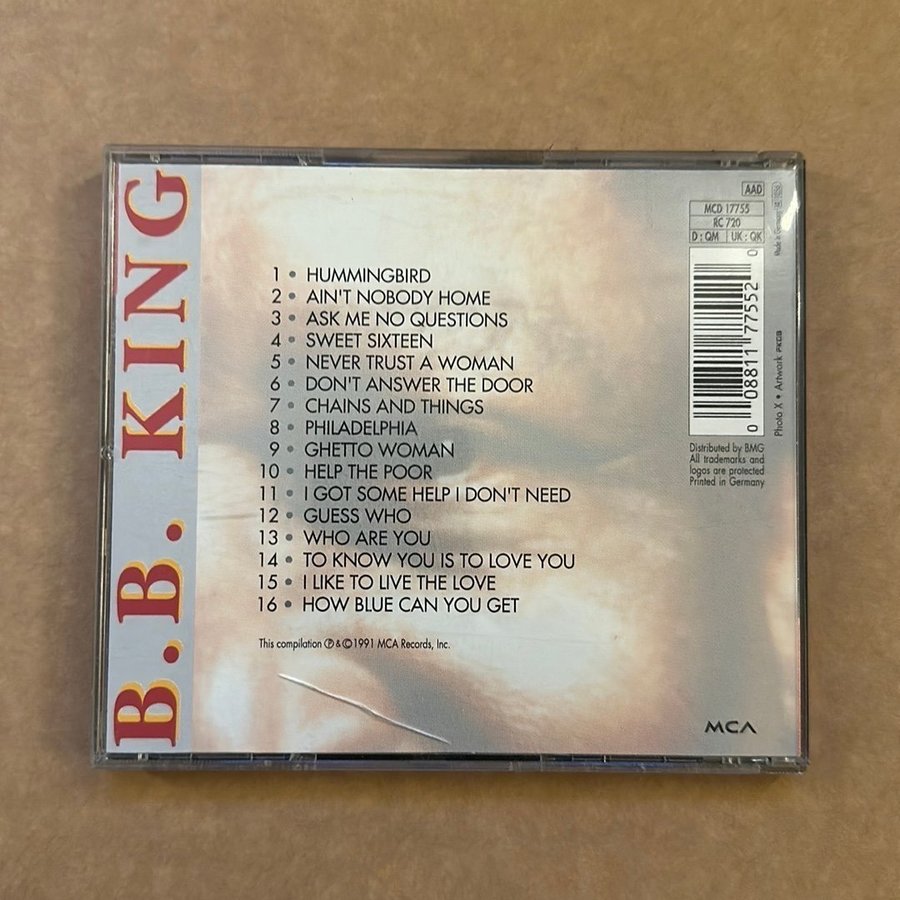 B.B. KING
1 • HUMMINGBIRD
2 • AIN'T NOBODY HOME
3 • ASK ME NO QUESTIONS
4 • SWEET SIXTEEN
5 • NEVER TRUST A WOMAN
6 • DON'T ANSWER THE DOOR
7 • CHAINS AND THINGS
8 • PHILADELPHIA
9 • GHETTO WOMAN
10 • HELP THE POOR
11 • I GOT SOME HELP I DON'T NEED
12 • GUESS WHO
13 • WHO ARE YOU
14 • TO KNOW YOU IS TO LOVE YOU
15 • I LIKE TO LIVE THE LOVE
16 • HOW BLUE CAN YOU GET
This compilation Ⓟ & © 1991 MCA Records, Inc.
AAD
MCD 17755
RC 720
D : QM UK : QK
Made in Germany
0 08811 77552 0
Photo X • Artwork
Distributed by BMG
All trademarks and
logos are protected
Printed in Germany
MCA